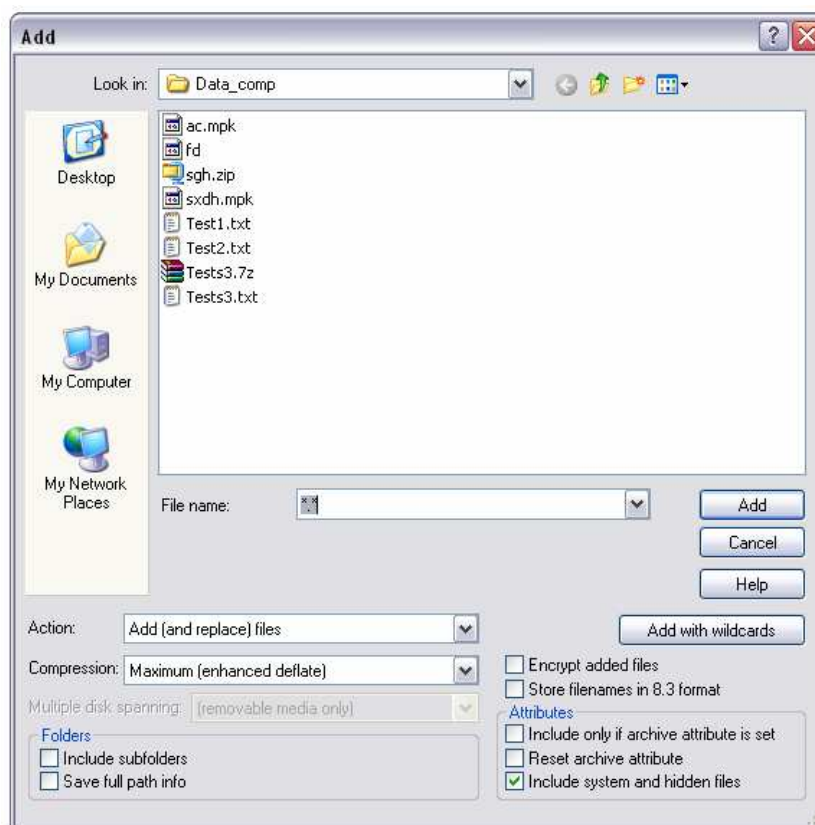 Add
Look in: Data_comp
Desktop
My Documents
My Computer
My Network
Places
ac.mpk
fd
sgh.zip
sxdh.mpk
Test1.txt
Test2.txt
Tests3.7z
Tests3.txt
File name: *.*
Add
Cancel
Help
Action: Add (and replace) files
Add with wildcards
Compression: Maximum (enhanced deflate)
Multiple disk spanning: (removable media only)
Encrypt added files
Store filenames in 8.3 format
Folders
Include subfolders
Save full path info
Attributes
Include only if archive attribute is set
Reset archive attribute
Include system and hidden files